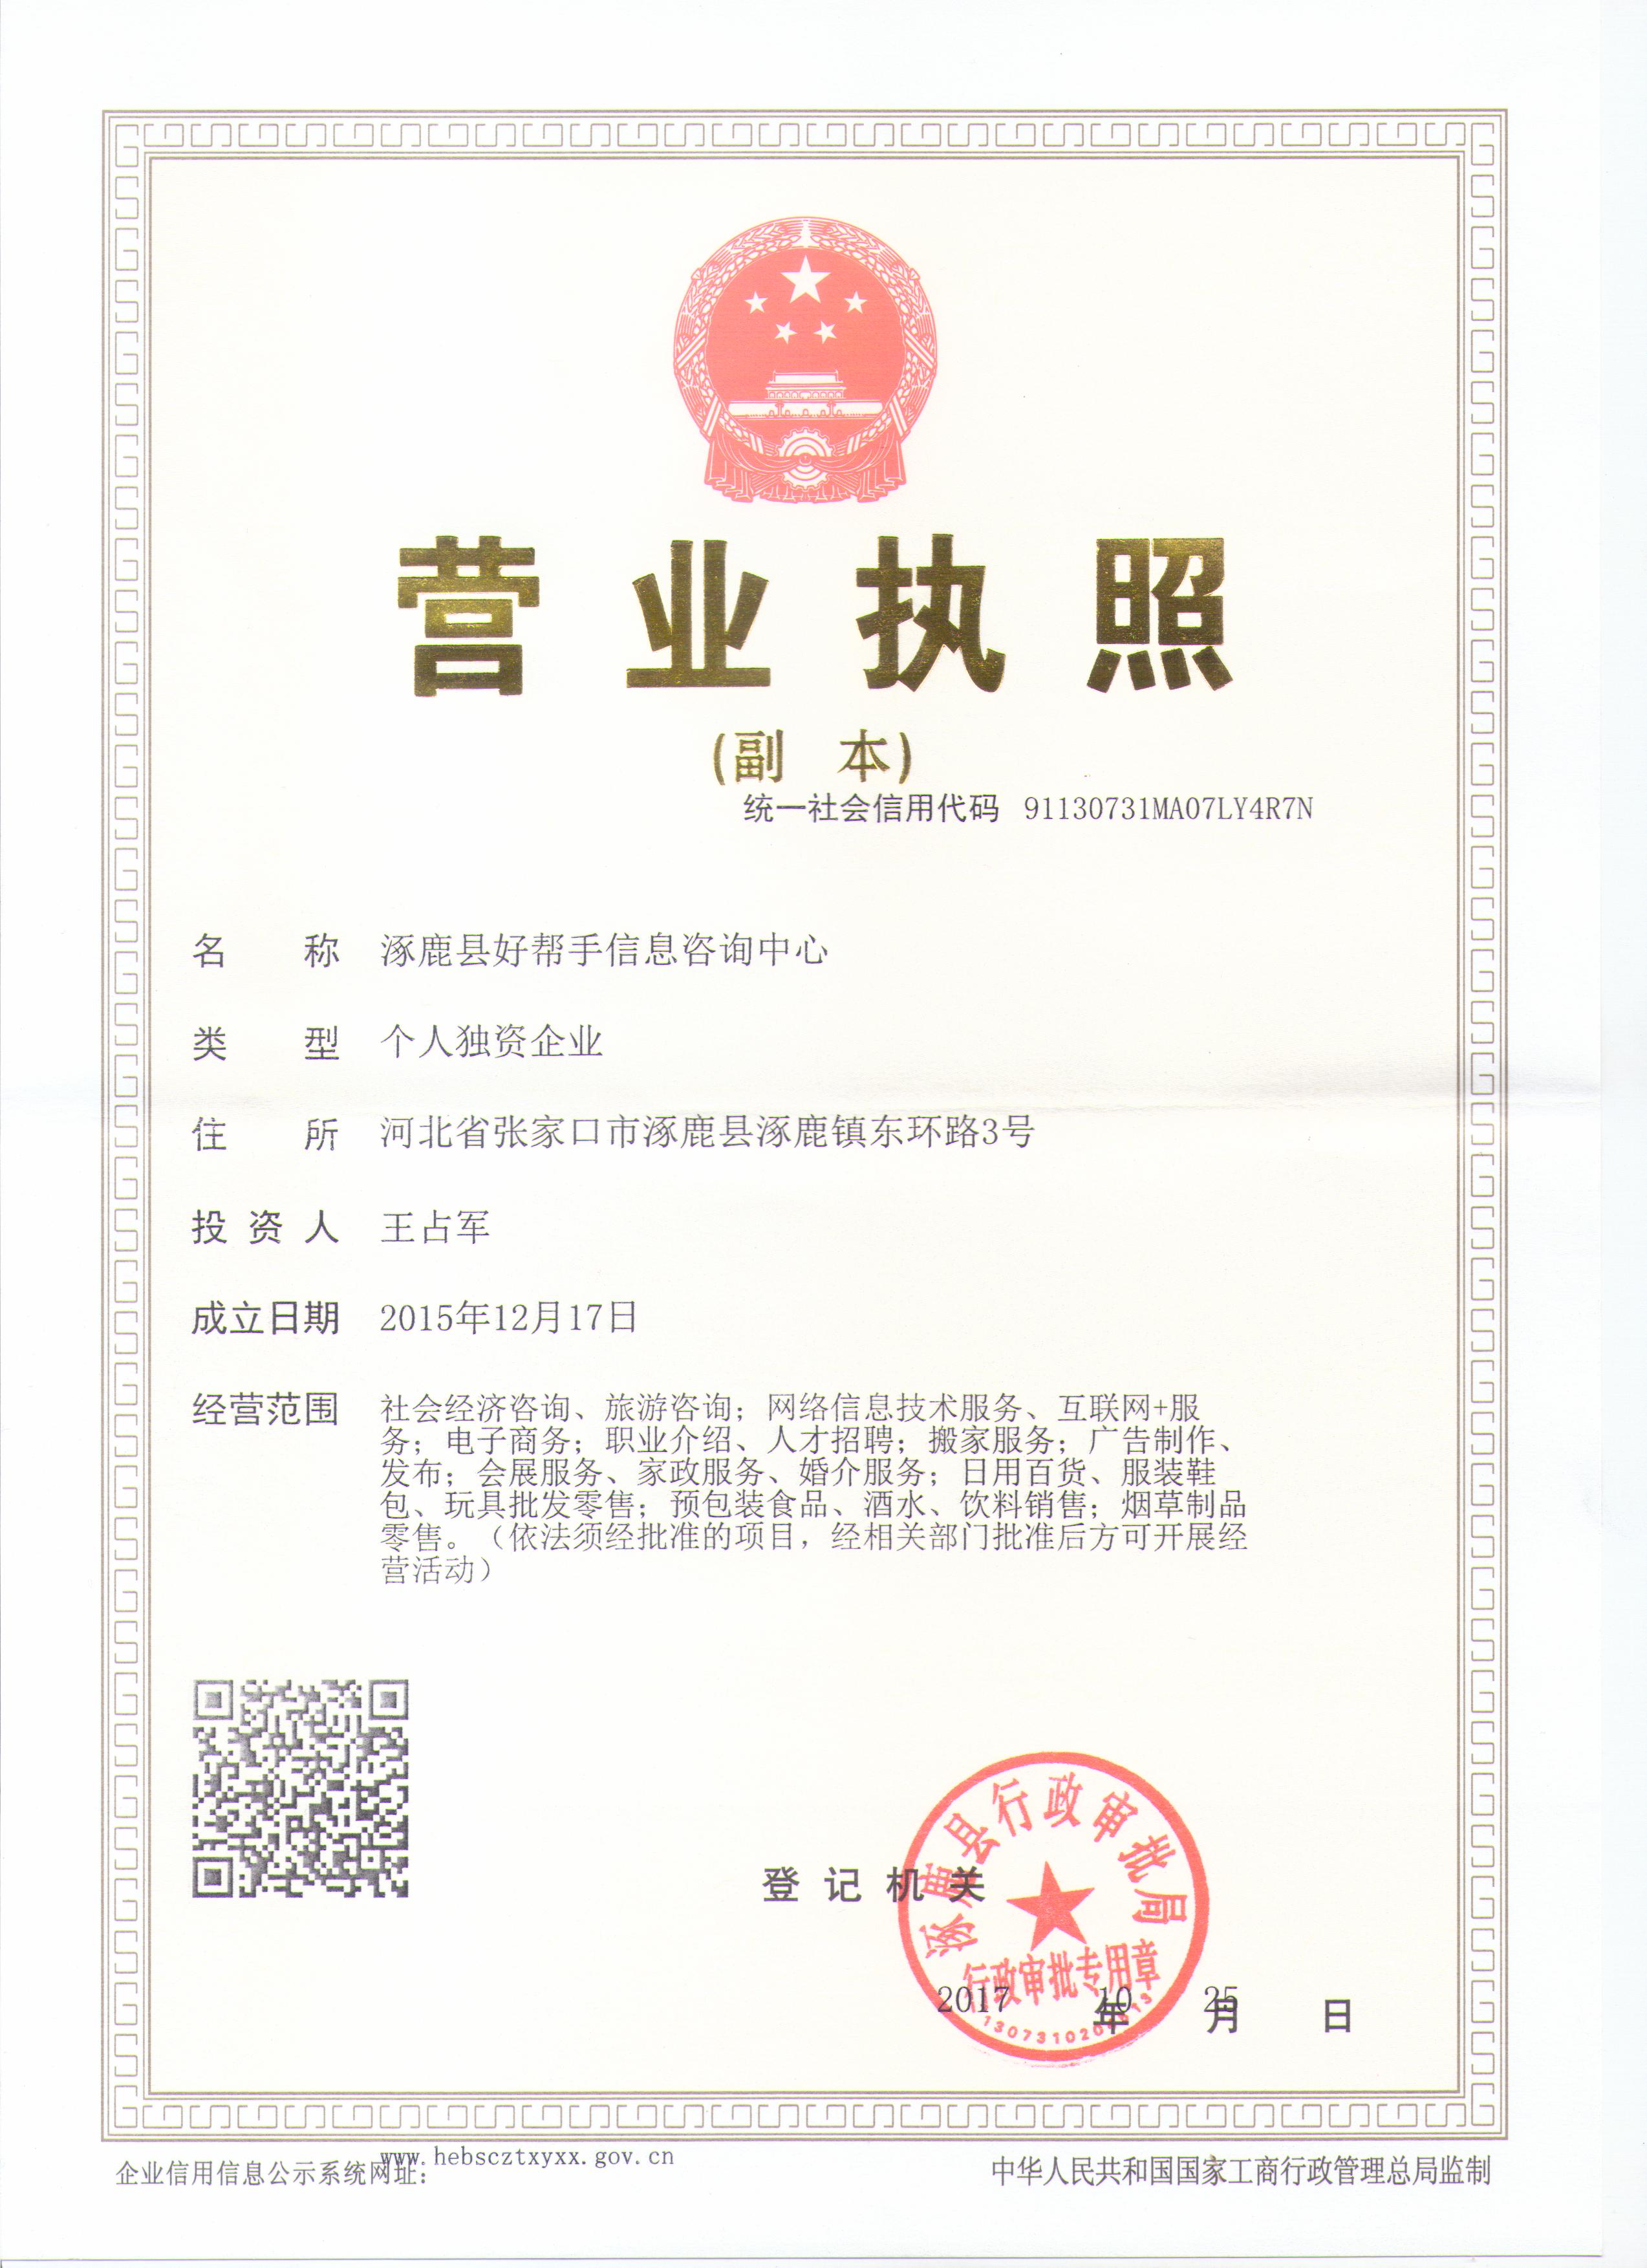 营业执照
(副 本)
统一社会信用代码 91130731MA07LY4R7N
名称 涿鹿县好帮手信息咨询中心
类型 个人独资企业
住所 河北省张家口市涿鹿县涿鹿镇东环路3号
投资人 王占军
成立日期 2015年12月17日
经营范围 社会经济咨询、旅游咨询；网络信息技术服务、互联网+服
务；电子商务；职业介绍、人才招聘；搬家服务；广告制作、
发布；会展服务、家政服务、婚介服务；日用百货、服装鞋
包、玩具批发零售；预包装食品、酒水、饮料销售；烟草制品
零售。（依法须经批准的项目，经相关部门批准后方可开展经
营活动）
登记机关
涿鹿县行政审批局
行政审批专用章
2017年10月25日
企业信用信息公示系统网址：www.hebscztxyxx.gov.cn
中华人民共和国国家工商行政管理总局监制